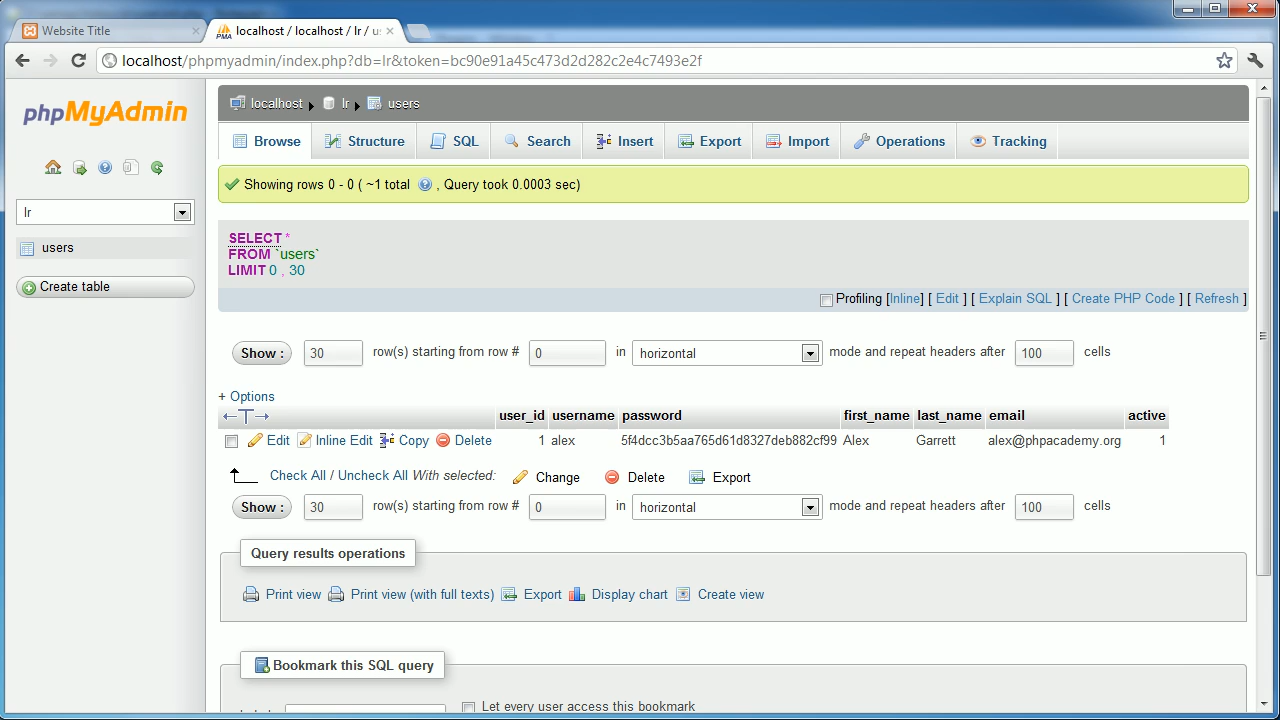 Website Title
localhost / localhost / lr / us
localhost/phpmyadmin/index.php?db=lr&token=bc90e91a45c473d2d282c2e4c7493e2f
phpMyAdmin
lr
users
Create table
localhost lr users
Browse Structure SQL Search Insert Export Import Operations Tracking
Showing rows 0 - 0 ( ~1 total , Query took 0.0003 sec)
SELECT *
FROM `users`
LIMIT 0 , 30
Profiling [Inline] [ Edit ] [ Explain SQL ] [ Create PHP Code ] [ Refresh ]
Show : 30 row(s) starting from row # 0 in horizontal mode and repeat headers after 100 cells
+ Options
←T→ user_id username password first_name last_name email active
Edit Inline Edit Copy Delete 1 alex 5f4dcc3b5aa765d61d8327deb882cf99 Alex Garrett alex@phpacademy.org 1
Check All / Uncheck All With selected: Change Delete Export
Show : 30 row(s) starting from row # 0 in horizontal mode and repeat headers after 100 cells
Query results operations
Print view Print view (with full texts) Export Display chart Create view
Bookmark this SQL query
Let every user access this bookmark